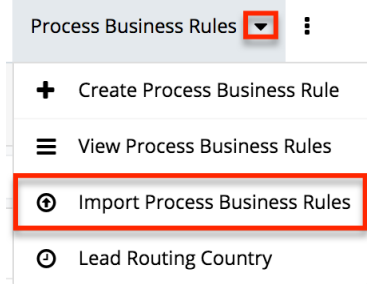 Process Business Rules
Create Process Business Rule
View Process Business Rules
Import Process Business Rules
Lead Routing Country